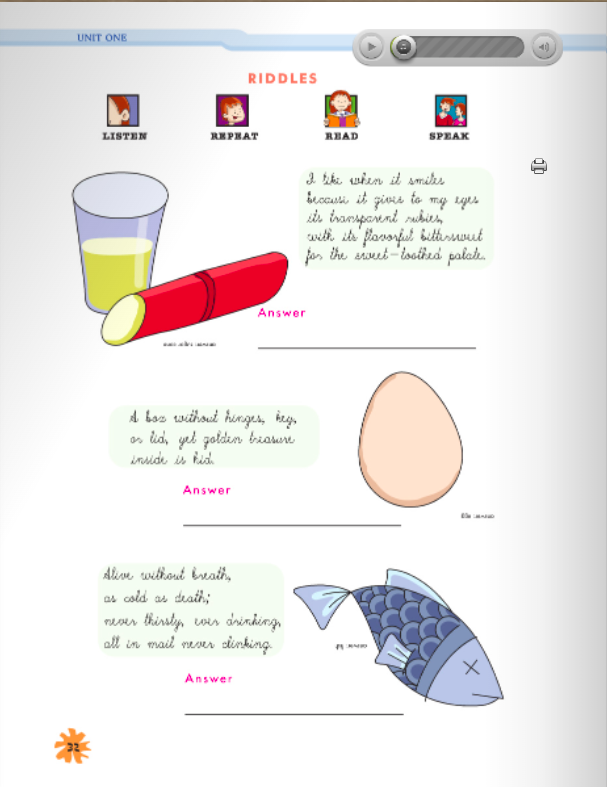 UNIT ONE
RIDDLES
LISTEN REPEAT READ SPEAK
I like when it smiles
because it gives to my eyes
its transparent rubies,
with its flavorful bittersweet
for the sweet-toothed palate.
Answer
A box without hinges, key,
or lid, yet golden treasure
inside is hid.
Answer
Alive without breath,
as cold as death;
never thirsty, ever drinking,
all in mail never clinking.
Answer
32